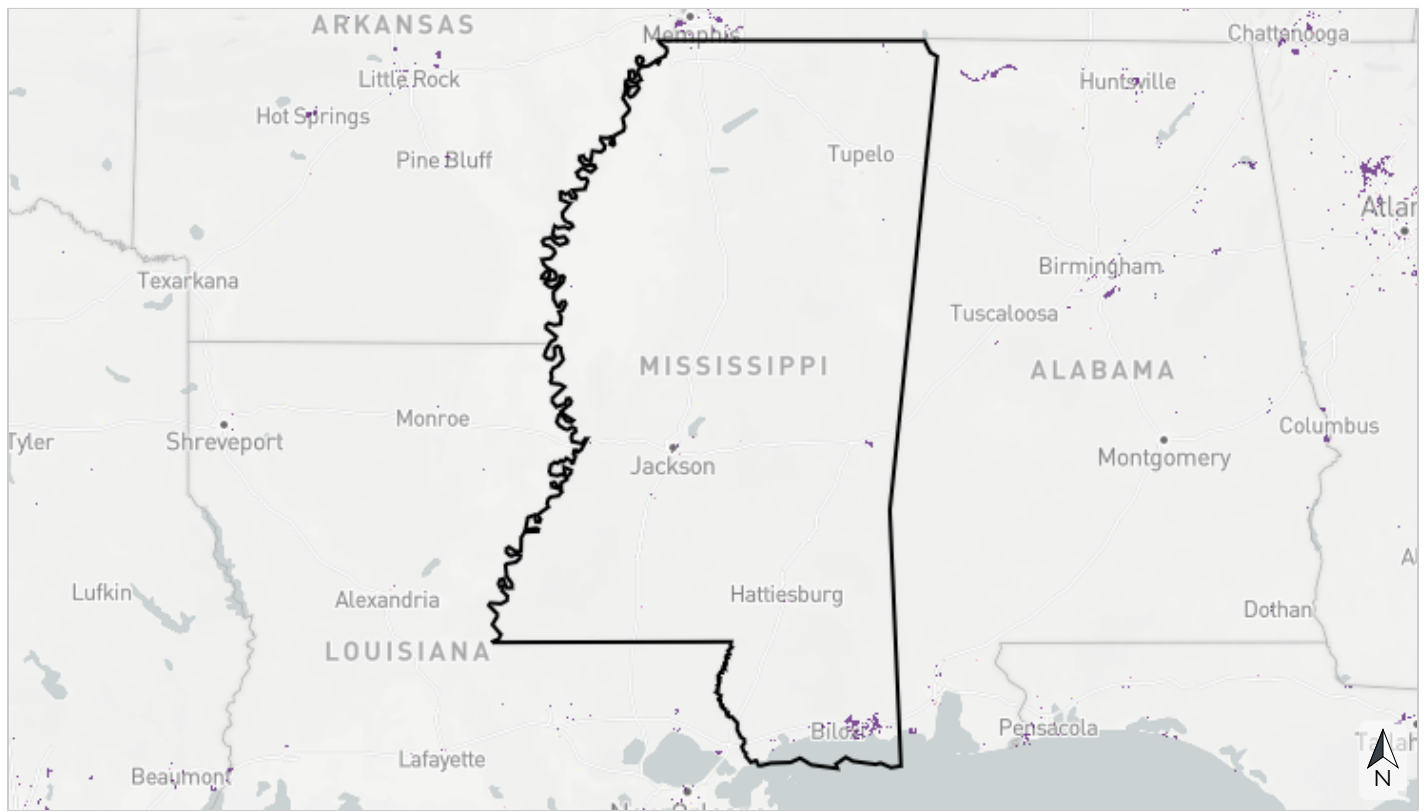 ARKANSAS
Memphis
Chattanooga
Little Rock
Huntsville
Hot Springs
Pine Bluff
Tupelo
Atlan
Texarkana
Birmingham
Tuscaloosa
MISSISSIPPI
ALABAMA
Monroe
Columbus
Tyler
Shreveport
Jackson
Montgomery
Lufkin
Alexandria
Hattiesburg
Dothan
LOUISIANA
Biloxi
Pensacola
Lafayette
Beaumont
N